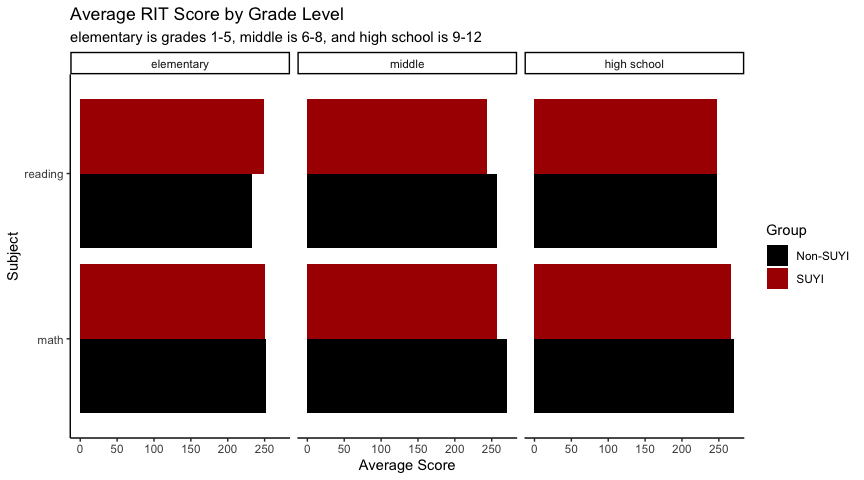 Average RIT Score by Grade Level
elementary is grades 1-5, middle is 6-8, and high school is 9-12
elementary middle high school
reading
math
Subject
0 50 100 150 200 250 0 50 100 150 200 250 0 50 100 150 200 250
Average Score
Group
Non-SUYI
SUYI